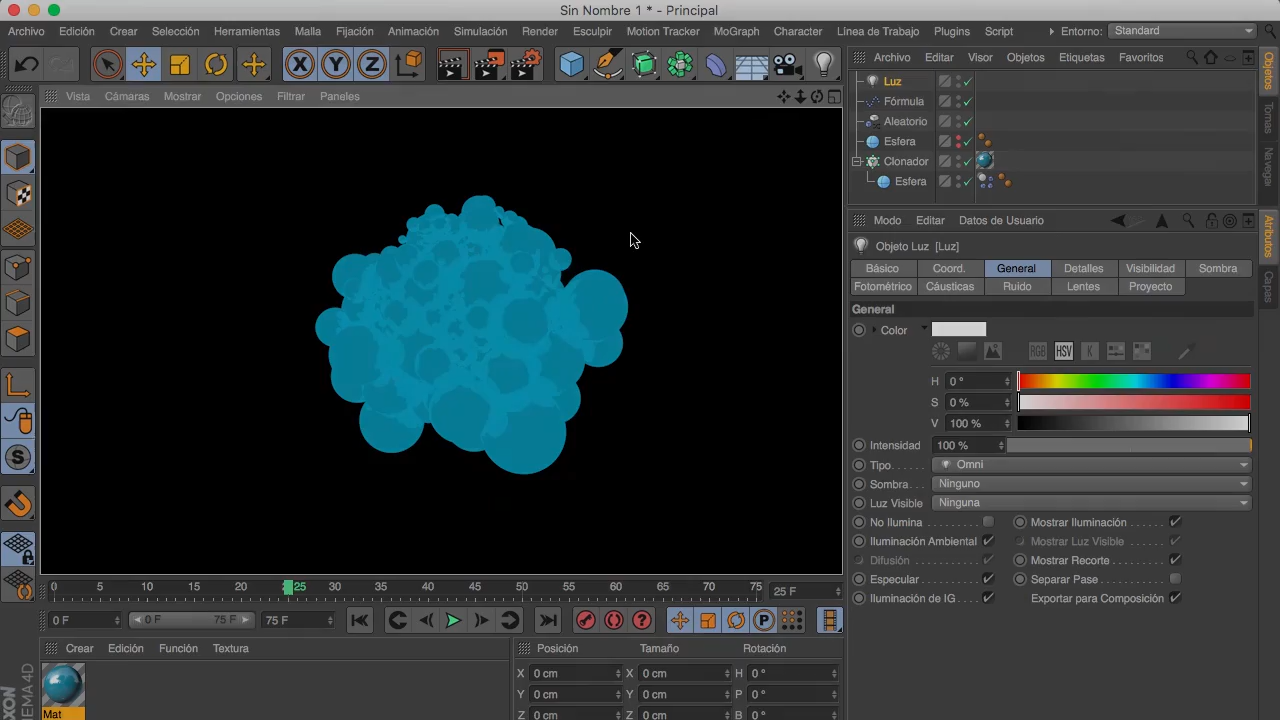 Sin Nombre 1 * - Principal
Archivo Edición Crear Selección Herramientas Malla Fijación Animación Simulación Render Esculpir Motion Tracker MoGraph Character Línea de Trabajo Plugins Script Entorno: Standard
X Y Z
Archivo Editar Visor Objetos Etiquetas Favoritos
Vista Cámaras Mostrar Opciones Filtrar Paneles
Luz
Fórmula
Aleatorio
Esfera
Clonador
Esfera
Objetos
Tomas
Navegar
Modo Editar Datos de Usuario
Objeto Luz [Luz]
Básico Coord. General Detalles Visibilidad Sombra
Fotométrico Cáusticas Ruido Lentes Proyecto
Atributos
Capas
General
Color
RGB HSV K
H 0 °
S 0 %
V 100 %
Intensidad 100 %
Tipo Omni
Sombra Ninguno
Luz Visible Ninguna
No Ilumina Mostrar Iluminación
Iluminación Ambiental Mostrar Luz Visible
Difusión Mostrar Recorte
Especular Separar Pase
Iluminación de IG Exportar para Composición
S
0 5 10 15 20 25 30 35 40 45 50 55 60 65 70 75 25 F
0 F 0 F 75 F 75 F P
Crear Edición Función Textura
Posición Tamaño Rotación
X 0 cm X 0 cm H 0 °
Y 0 cm Y 0 cm P 0 °
Z 0 cm Z 0 cm B 0 °
Mat